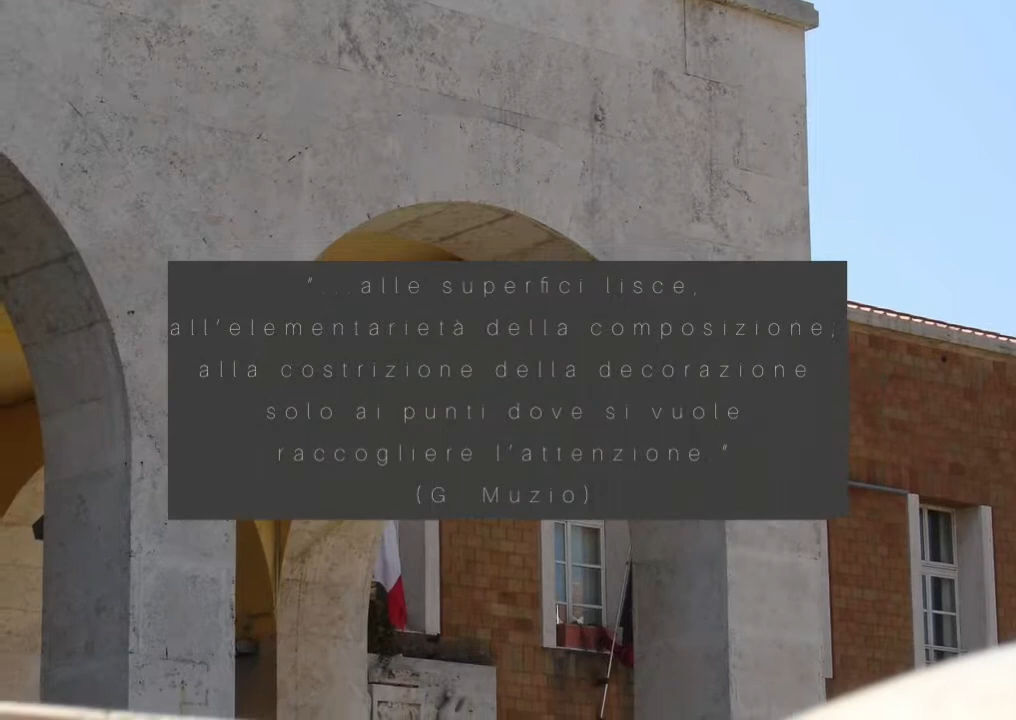 "...alle superfici lisce,
all'elementarietà della composizione,
alla costrizione della decorazione
solo ai punti dove si vuole
raccogliere l'attenzione."
(G. Muzio)